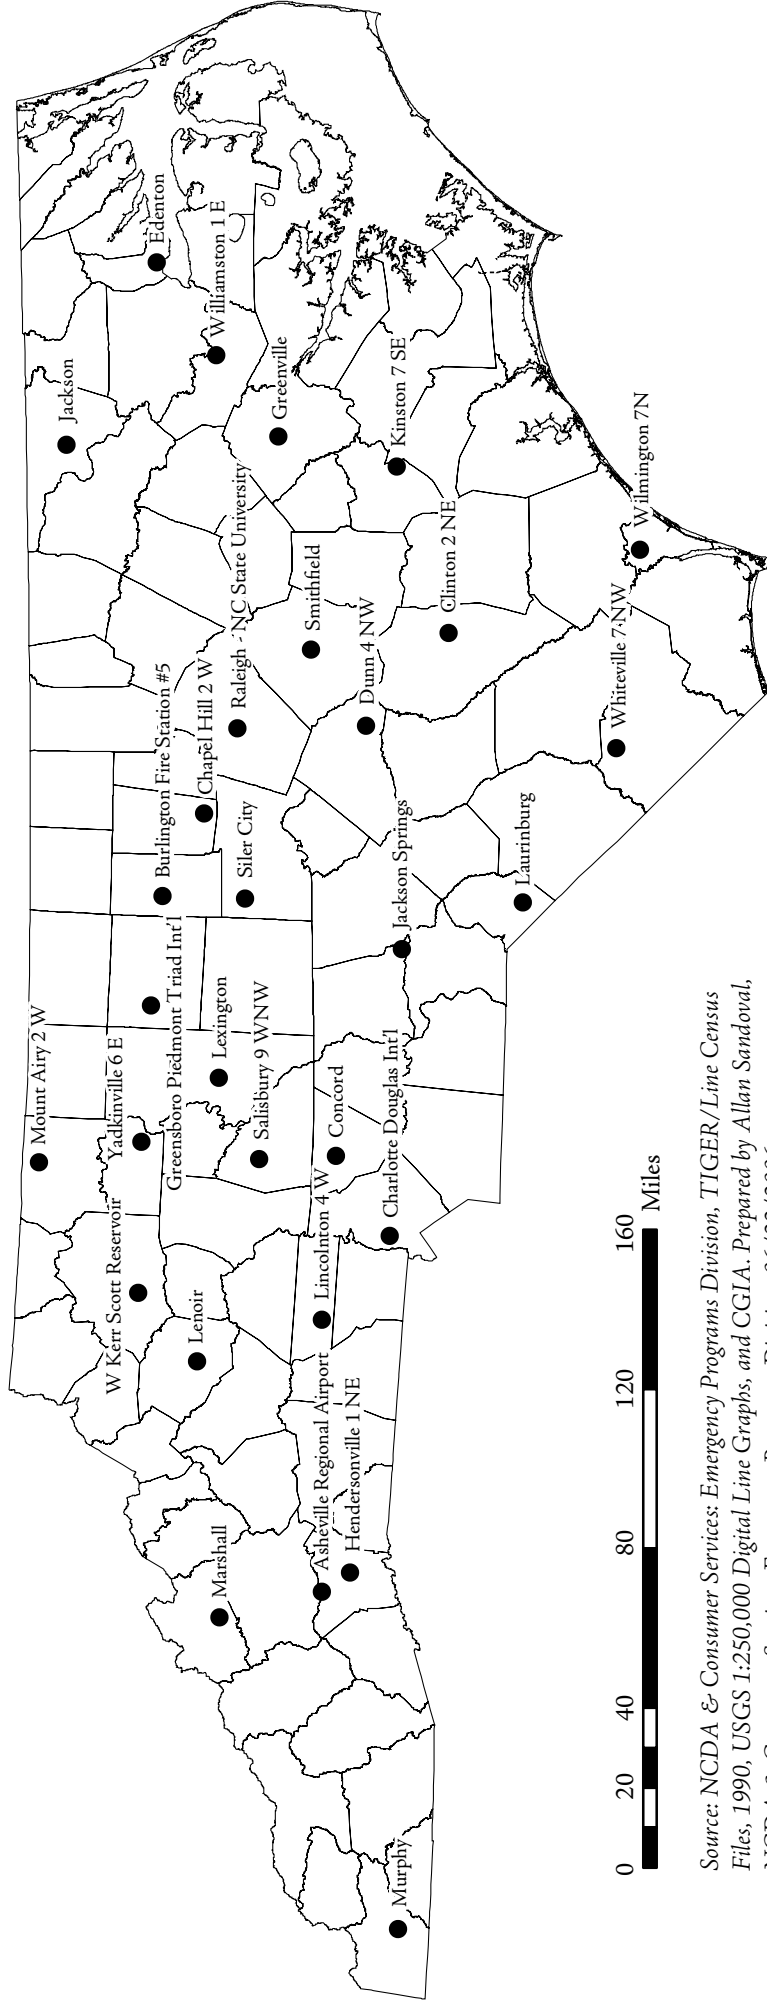 Murphy
Marshall
Asheville Regional Airport
Hendersonville 1 NE
Lenoir
W Kerr Scott Reservoir
Lincolnton 4 W
Charlotte Douglas Int'l
Mount Airy 2 W
Yadkinville 6 E
Salisbury 9 WNW
Concord
Lexington
Greensboro Piedmont Triad Int'l
Jackson Springs
Laurinburg
Burlington Fire Station #5
Siler City
Chapel Hill 2 W
Raleigh - NC State University
Dunn 4 NW
Whiteville 7 NW
Smithfield
Clinton 2 NE
Wilmington 7N
Kinston 7 SE
Greenville
Jackson
Williamston 1 E
Edenton
0 20 40 80 120 160
Miles
Source: NCDA & Consumer Services: Emergency Programs Division, TIGER/Line Census
Files, 1990, USGS 1:250,000 Digital Line Graphs, and CGIA. Prepared by Allan Sandoval,